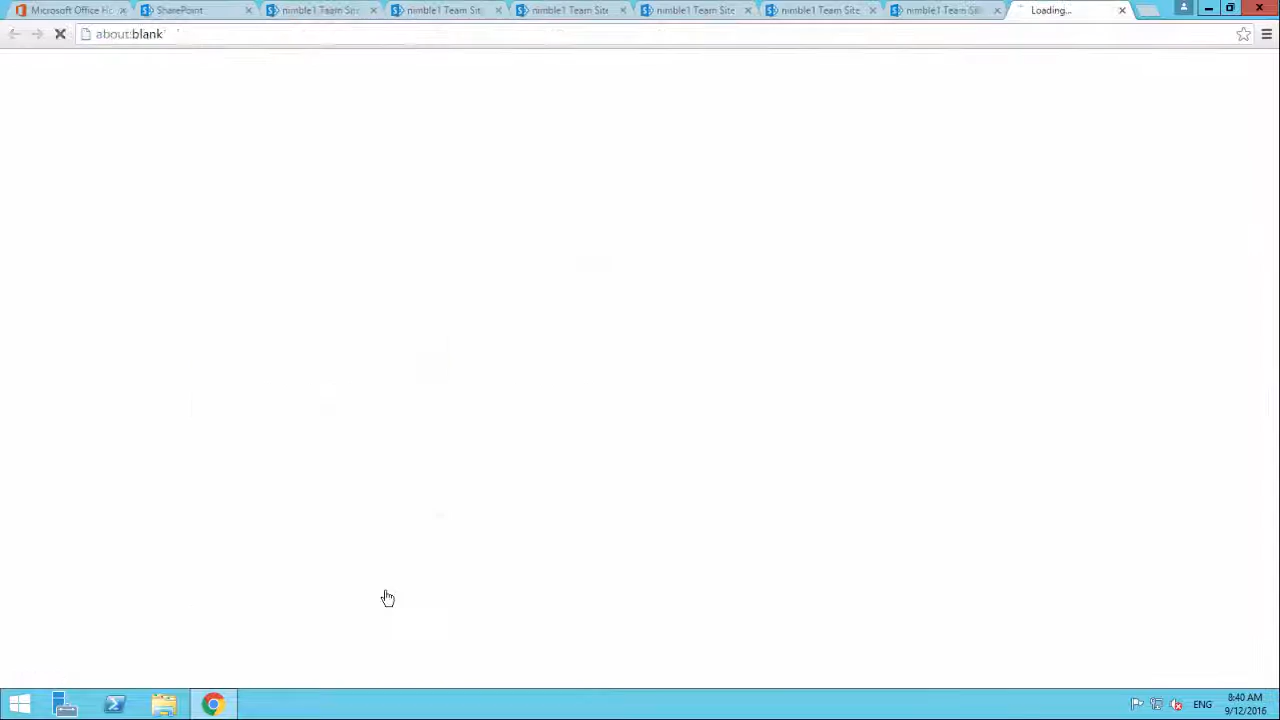 Microsoft Office Ho
SharePoint
nimble1 Team Sit
nimble1 Team Sit
nimble1 Team Sit
nimble1 Team Site
nimble1 Team Site
nimble1 Team Sit
Loading...
about:blank
ENG
8:40 AM
9/12/2016